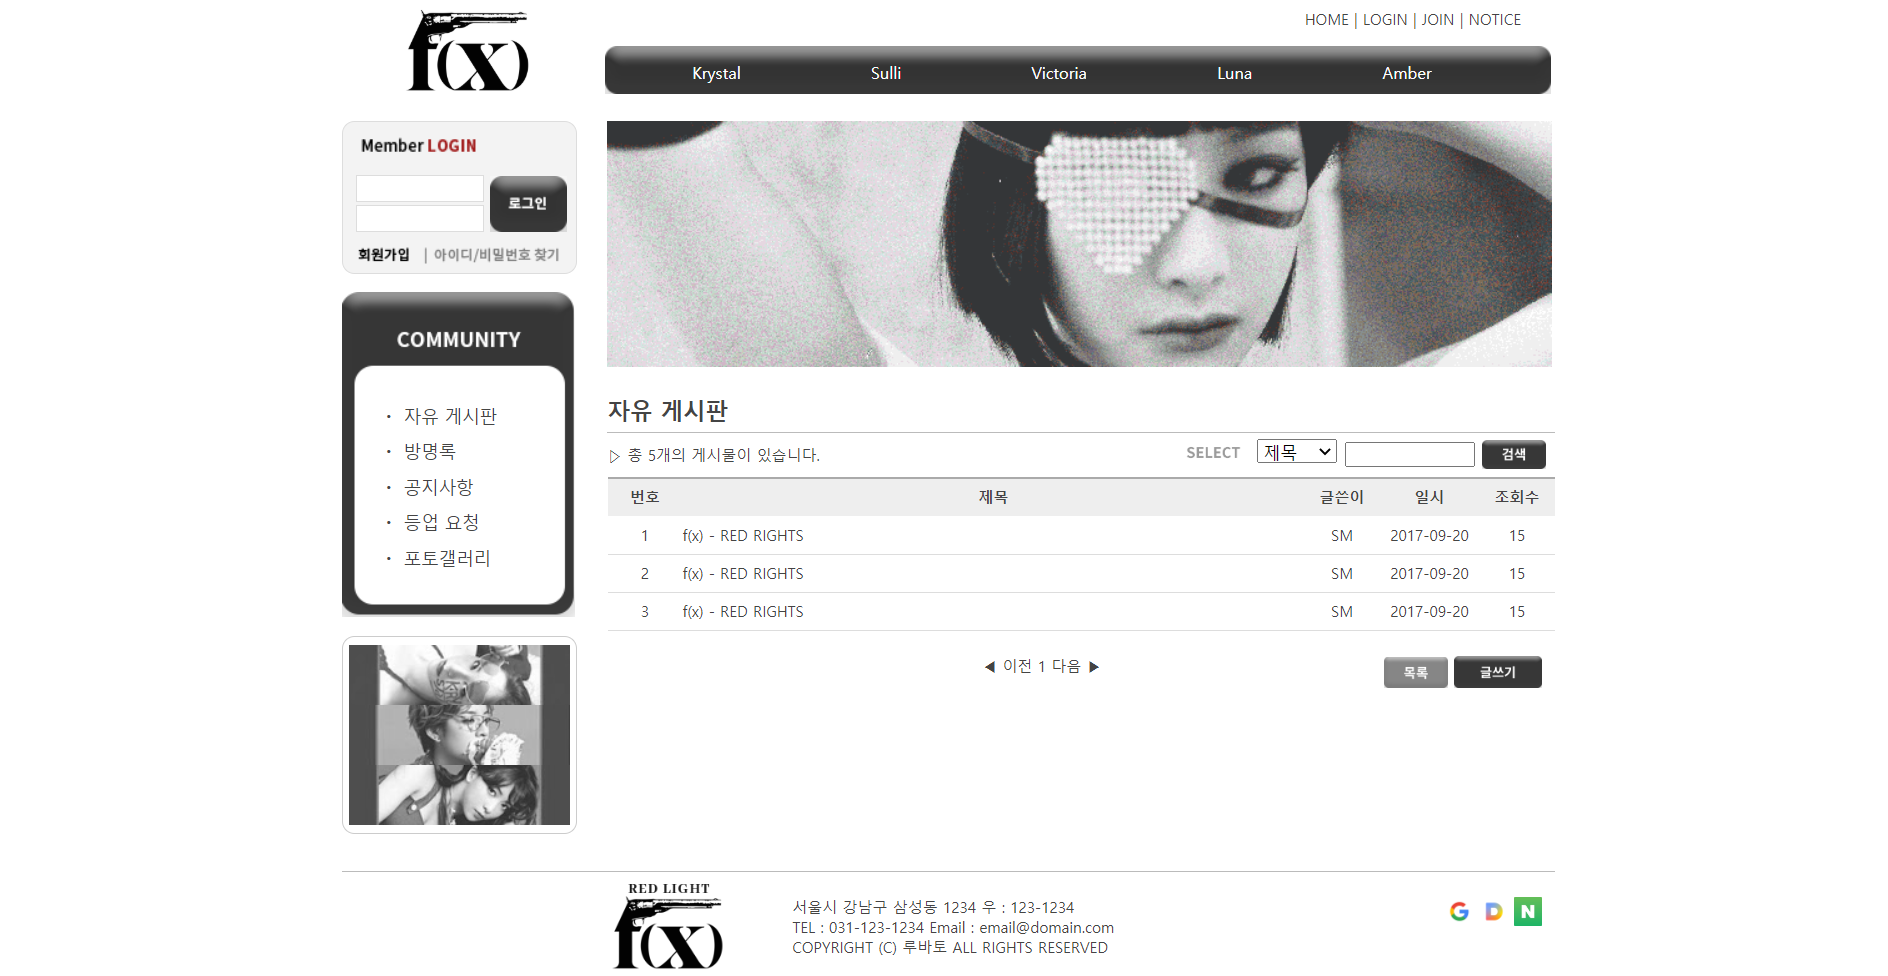 f(x)
HOME | LOGIN | JOIN | NOTICE
Krystal Sulli Victoria Luna Amber
Member LOGIN
로그인
회원가입 | 아이디/비밀번호 찾기
COMMUNITY
· 자유 게시판
· 방명록
· 공지사항
· 등업 요청
· 포토갤러리
자유 게시판
▷ 총 5개의 게시물이 있습니다.
SELECT 제목 검색
번호 제목 글쓴이 일시 조회수
1 f(x) - RED RIGHTS SM 2017-09-20 15
2 f(x) - RED RIGHTS SM 2017-09-20 15
3 f(x) - RED RIGHTS SM 2017-09-20 15
◀ 이전 1 다음 ▶
목록 글쓰기
RED LIGHT
f(x)
서울시 강남구 삼성동 1234 우 : 123-1234
TEL : 031-123-1234 Email : email@domain.com
COPYRIGHT (C) 루바토 ALL RIGHTS RESERVED
G D N